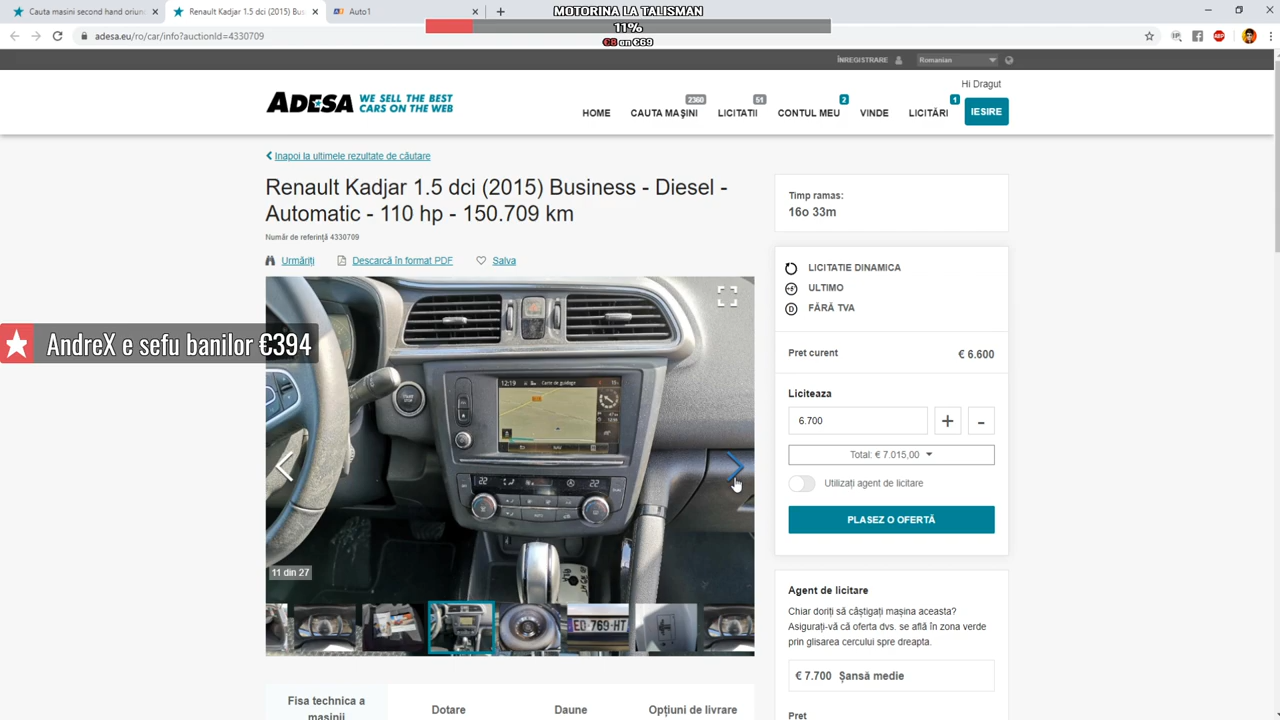 Cauta masini second hand oriun
Renault Kadjar 1.5 dci (2015) Bus
Auto1
MOTORINA LA TALISMAN
11%
€8 an €69
adesa.eu/ro/car/info?auctionId=4330709
ÎNREGISTRARE
Romanian
ADESA WE SELL THE BEST
CARS ON THE WEB
Hi Dragut
HOME
CAUTA MAȘINI 2360
LICITATII 51
CONTUL MEU 2
VINDE
LICITĂRI 1
IESIRE
Inapoi la ultimele rezultate de căutare
Renault Kadjar 1.5 dci (2015) Business - Diesel -
Automatic - 110 hp - 150.709 km
Număr de referință 4330709
Urmăriți
Descarcă în format PDF
Salva
Timp ramas:
16o 33m
LICITATIE DINAMICA
ULTIMO
FĂRĂ TVA
Pret curent € 6.600
Liciteaza
6.700 + -
Total: € 7.015,00
Utilizați agent de licitare
PLASEZ O OFERTĂ
AndreX e sefu banilor €394
12:19
22 22
11 din 27
EQ-769-HT
Agent de licitare
Chiar doriți să câștigați mașina aceasta?
Asigurați-vă că oferta dvs. se află în zona verde
prin glisarea cercului spre dreapta.
€ 7.700 Șansă medie
Pret
Fisa technica a
masinii
Dotare
Daune
Opțiuni de livrare